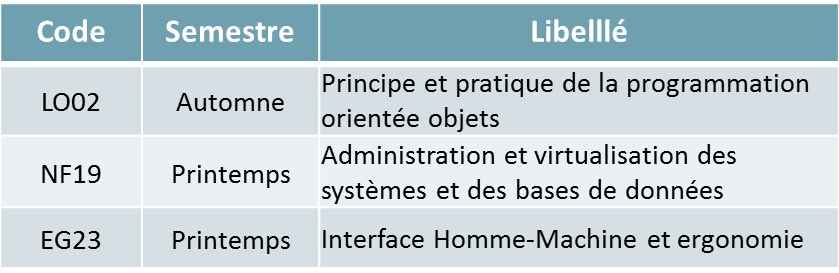 Code Semestre Libelllé
LO02 Automne Principe et pratique de la programmation
orientée objets
NF19 Printemps Administration et virtualisation des
systèmes et des bases de données
EG23 Printemps Interface Homme-Machine et ergonomie